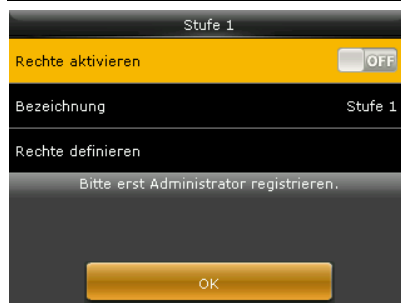 Stufe 1
Rechte aktivieren OFF
Bezeichnung Stufe 1
Rechte definieren
Bitte erst Administrator registrieren.
OK